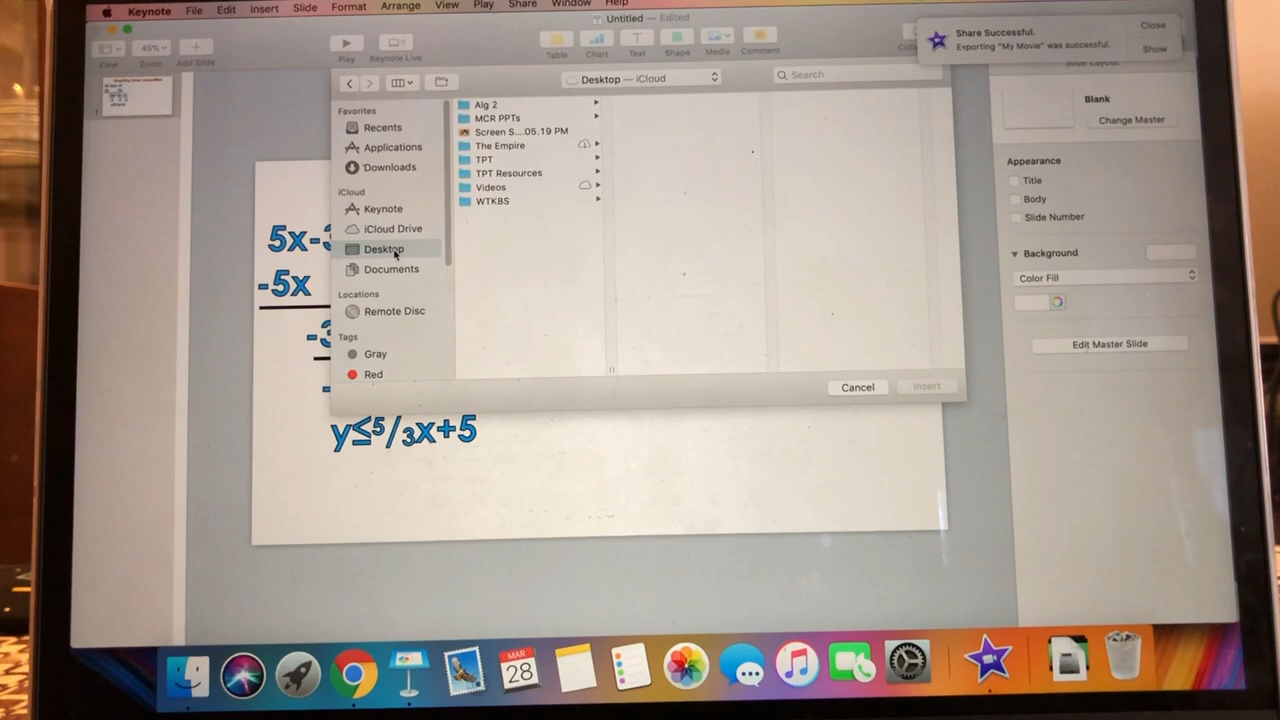 Keynote File Edit Insert Slide Format Arrange View Play Share Window Help
Untitled — Edited
45%
View Zoom Add Slide Play Keynote Live Table Chart Text Shape Media Comment
Share Successful.
Exporting "My Movie" was successful.
Close
Show
Desktop — iCloud
Search
Favorites
Recents
Applications
Downloads
iCloud
Keynote
iCloud Drive
Desktop
Documents
Locations
Remote Disc
Tags
Gray
Red
Alg 2
MCR PPTs
Screen S....05.19 PM
The Empire
TPT
TPT Resources
Videos
WTKBS
Cancel Insert
Slide Layout
Blank
Change Master
Appearance
Title
Body
Slide Number
Background
Color Fill
Edit Master Slide
1
5x-3
-5x
-3
-
y≤⁵/₃x+5
MAR
28